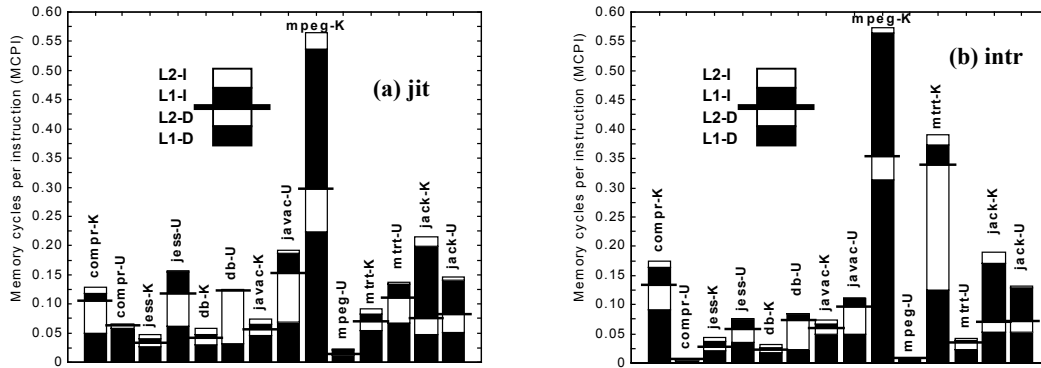 Memory cycles per instruction (MCPI)
0.60
0.50
0.45
0.40
0.35
0.30
0.25
0.20
0.15
0.10
0.05
0
L2-I
L1-I
L2-D
L1-D
(a) jit
compr-K
compr-U
jess-K
jess-U
db-K
db-U
javac-K
javac-U
mpeg-K
mpeg-U
mtrt-K
mtrt-U
jack-K
jack-U
Memory cycles per instruction (MCPI)
0.60
0.50
0.45
0.40
0.35
0.30
0.25
0.20
0.15
0.10
0.05
0
L2-I
L1-I
L2-D
L1-D
(b) intr
compr-K
compr-U
jess-K
jess-U
db-K
db-U
javac-K
javac-U
mpeg-K
mpeg-U
mtrt-K
mtrt-U
jack-K
jack-U